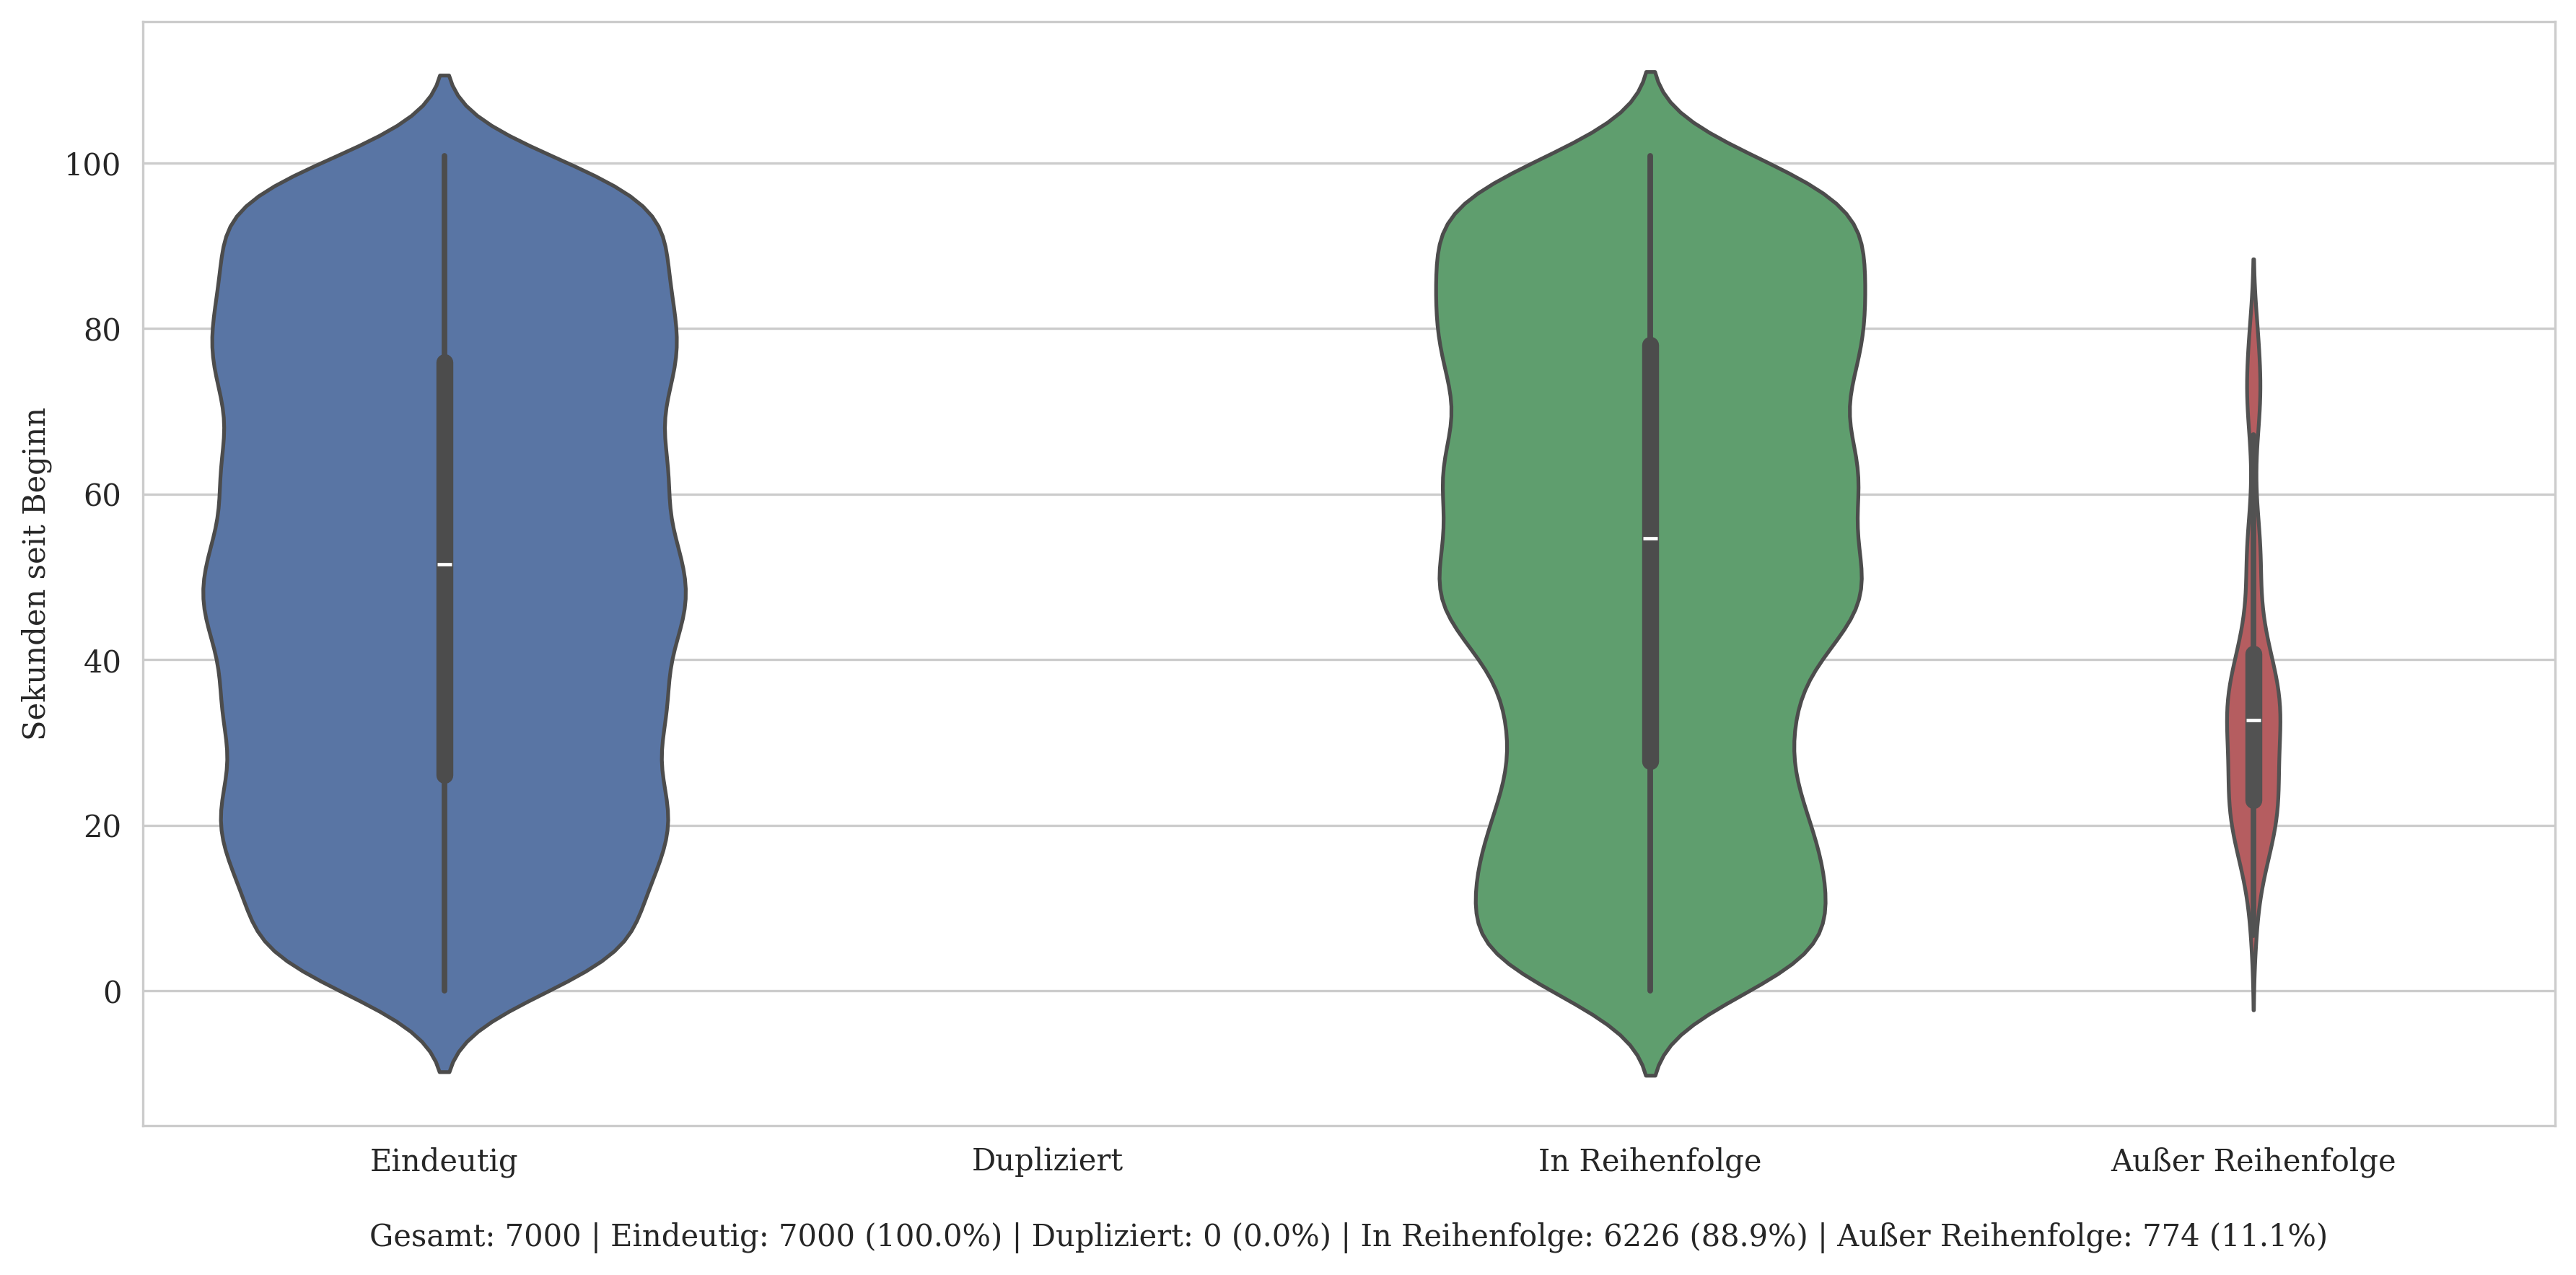 Sekunden seit Beginn
100
80
60
40
20
0
Eindeutig
Dupliziert
In Reihenfolge
Außer Reihenfolge
Gesamt: 7000 | Eindeutig: 7000 (100.0%) | Dupliziert: 0 (0.0%) | In Reihenfolge: 6226 (88.9%) | Außer Reihenfolge: 774 (11.1%)